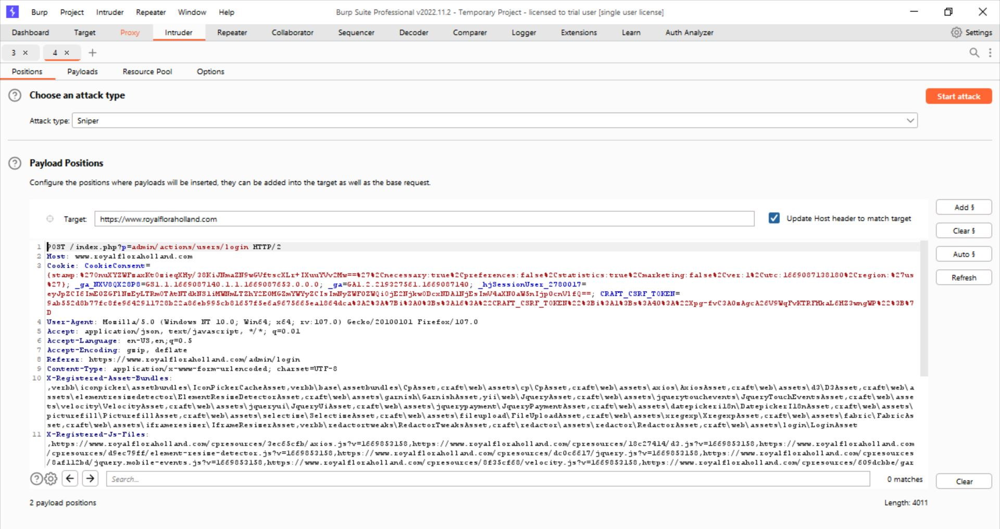 Burp Project Intruder Repeater Window Help Burp Suite Professional v2022.11.2 - Temporary Project - licensed to trial user [single user license]
Dashboard Target Proxy Intruder Repeater Collaborator Sequencer Decoder Comparer Logger Extensions Learn Auth Analyzer Settings
3 × 4 × +
Positions Payloads Resource Pool Options
? Choose an attack type Start attack
Attack type: Sniper
? Payload Positions
Configure the positions where payloads will be inserted, they can be added into the target as well as the base request.
Target: https://www.royalfloraholland.com Update Host header to match target
Add §
Clear §
Auto §
Refresh
1 POST /index.php?p=admin/actions/users/login HTTP/2
2 Host: www.royalfloraholland.com
3 Cookie: CookieConsent=
{stamp:%270nuXYZWFsaxKt0sieqXHy/38KiJNmaZN9wGVftscXLr+IXuuYVv2Mw==%27%2Cnecessary:true%2Cpreferences:false%2Cstatistics:true%2Cmarketing:false%2Cver:1%2Cutc:1669087138180%2Cregion:%27us
%27}; _ga_NXV8QX28P8=GS1.1.1669087140.1.1.1669087653.0.0.0; _ga=GA1.2.219327561.1669087140; _hjSessionUser_2780017=
; CRAFT_CSRF_TOKEN=
9ab552d8b77fc8fe96429117​28b22a86eb995cb81657f5e6a9675665ea1864dca%3A2%3A%7Bi%3A0%3Bs%3A16%3A%22CRAFT_CSRF_TOKEN%22%3Bi%3A1%3Bs%3A40%3A%22Xpg-fvC3A0sAgcA26V9WqFvKTRFHkaL6HZ3wngWP%22%3B%7
D
4 User-Agent: Mozilla/5.0 (Windows NT 10.0; Win64; x64; rv:107.0) Gecko/20100101 Firefox/107.0
5 Accept: application/json, text/javascript, */*; q=0.01
6 Accept-Language: en-US,en;q=0.5
7 Accept-Encoding: gzip, deflate
8 Referer: https://www.royalfloraholland.com/admin/login
9 Content-Type: application/x-www-form-urlencoded; charset=UTF-8
10 X-Registered-Asset-Bundles:
,verbb\iconpicker\assetbundles\IconPickerCacheAsset,verbb\base\assetbundles\CpAsset,craft\web\assets\cp\CpAsset,craft\web\assets\axios\AxiosAsset,craft\web\assets\d3\D3Asset,craft\web\a
ssets\elementresizedetector\ElementResizeDetectorAsset,craft\web\assets\garnish\GarnishAsset,yii\web\JqueryAsset,craft\web\assets\jquerytouchevents\JqueryTouchEventsAsset,craft\web\asse
ts\velocity\VelocityAsset,craft\web\assets\jqueryui\JqueryUiAsset,craft\web\assets\jquerypayment\JqueryPaymentAsset,craft\web\assets\datepickeri18n\DatepickerI18nAsset,craft\web\assets\
picturefill\PicturefillAsset,craft\web\assets\selectize\SelectizeAsset,craft\web\assets\fileupload\FileUploadAsset,craft\web\assets\xregexp\XregexpAsset,craft\web\assets\fabric\FabricAs
set,craft\web\assets\iframeresizer\IframeResizerAsset,verbb\redactortweaks\RedactorTweaksAsset,craft\redactor\assets\redactor\RedactorAsset,craft\web\assets\login\LoginAsset
11 X-Registered-Js-Files:
,https://www.royalfloraholland.com/cpresources/3ec65cfb/axios.js?v=1669853158,https://www.royalfloraholland.com/cpresources/18c27414/d3.js?v=1669853158,https://www.royalfloraholland.com
/cpresources/d9ec79ff/element-resize-detector.js?v=1669853158,https://www.royalfloraholland.com/cpresources/dc0c6617/jquery.js?v=1669853158,https://www.royalfloraholland.com/cpresources
/8af112bd/jquery.mobile-events.js?v=1669853158,https://www.royalfloraholland.com/cpresources/8f35cf68/velocity.js?v=1669853158,https://www.royalfloraholland.com/cpresources/609dcbbe/gar
? Search... 0 matches Clear
2 payload positions Length: 4011